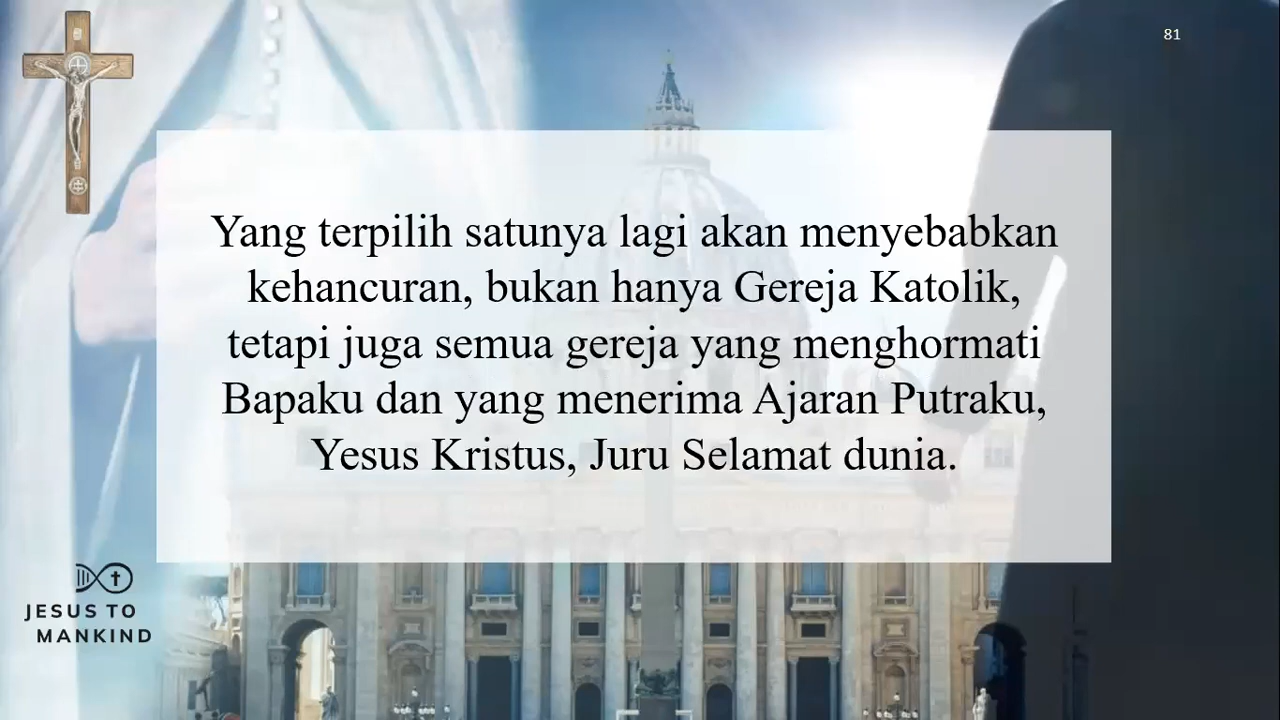 81
Yang terpilih satunya lagi akan menyebabkan
kehancuran, bukan hanya Gereja Katolik,
tetapi juga semua gereja yang menghormati
Bapaku dan yang menerima Ajaran Putraku,
Yesus Kristus, Juru Selamat dunia.
JESUS TO
MANKIND